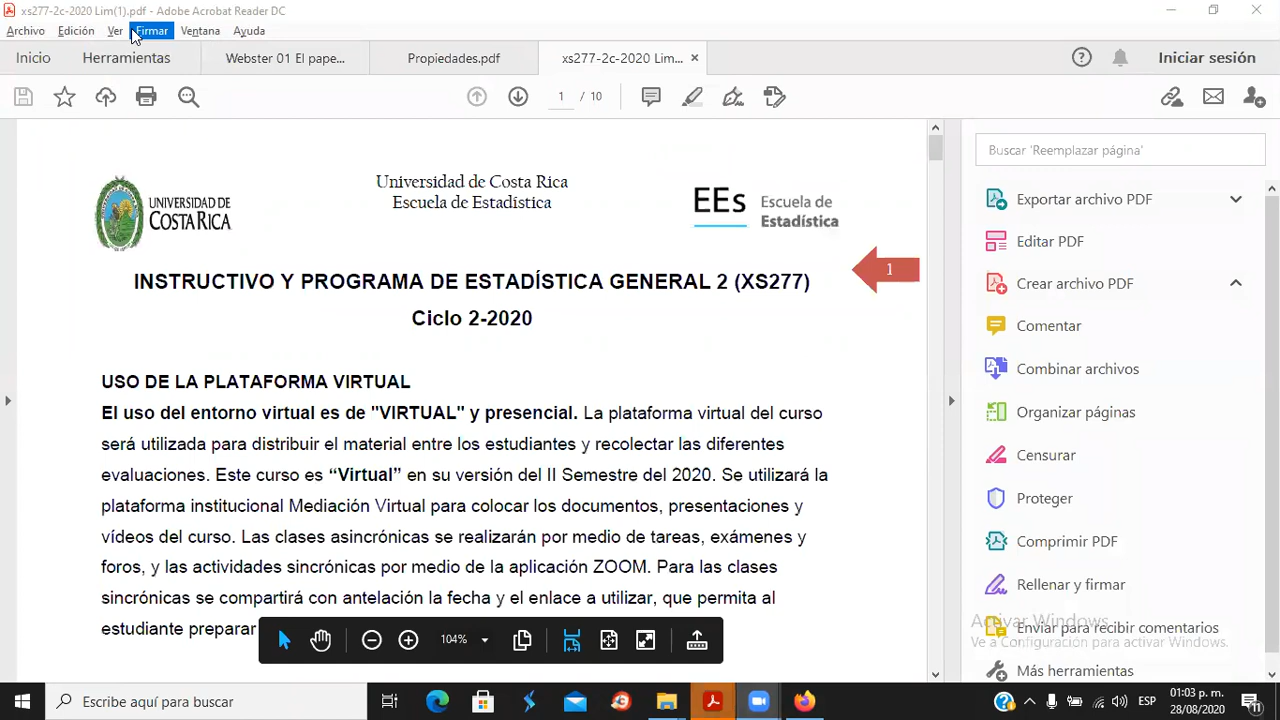 xs277-2c-2020 Lim(1).pdf - Adobe Acrobat Reader DC
Archivo Edición Ver Firmar Ventana Ayuda
Inicio Herramientas Webster 01 El pape... Propiedades.pdf xs277-2c-2020 Lim... × Iniciar sesión
1 / 10
Buscar 'Reemplazar página'
UNIVERSIDAD DE
COSTA RICA
Universidad de Costa Rica
Escuela de Estadística
EEs Escuela de
Estadística
1
INSTRUCTIVO Y PROGRAMA DE ESTADÍSTICA GENERAL 2 (XS277)
Ciclo 2-2020
USO DE LA PLATAFORMA VIRTUAL
El uso del entorno virtual es de "VIRTUAL" y presencial. La plataforma virtual del curso
será utilizada para distribuir el material entre los estudiantes y recolectar las diferentes
evaluaciones. Este curso es “Virtual” en su versión del II Semestre del 2020. Se utilizará la
plataforma institucional Mediación Virtual para colocar los documentos, presentaciones y
vídeos del curso. Las clases asincrónicas se realizarán por medio de tareas, exámenes y
foros, y las actividades sincrónicas por medio de la aplicación ZOOM. Para las clases
sincrónicas se compartirá con antelación la fecha y el enlace a utilizar, que permita al
estudiante preparar
104%
Exportar archivo PDF
Editar PDF
Crear archivo PDF
Comentar
Combinar archivos
Organizar páginas
Censurar
Proteger
Comprimir PDF
Rellenar y firmar
Activar Windows
Enviar para recibir comentarios
Ve a Configuración para activar Windows.
Más herramientas
Escribe aquí para buscar
ESP
01:03 p. m.
28/08/2020
11